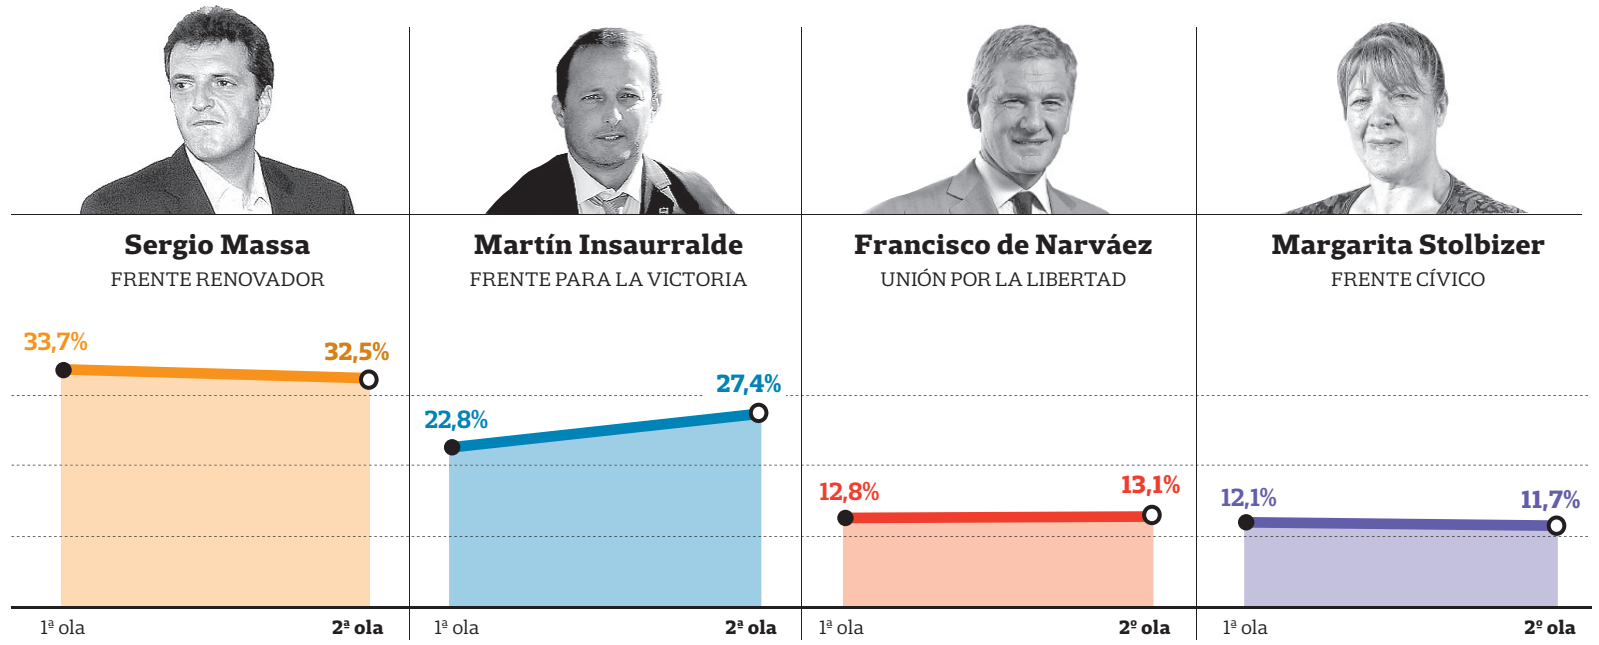 Sergio Massa
FRENTE RENOVADOR
33,7%
32,5%
1ª ola
2ª ola
Martín Insaurralde
FRENTE PARA LA VICTORIA
22,8%
27,4%
1ª ola
2ª ola
Francisco de Narváez
UNIÓN POR LA LIBERTAD
12,8%
13,1%
1ª ola
2º ola
Margarita Stolbizer
FRENTE CÍVICO
12,1%
11,7%
1ª ola
2º ola